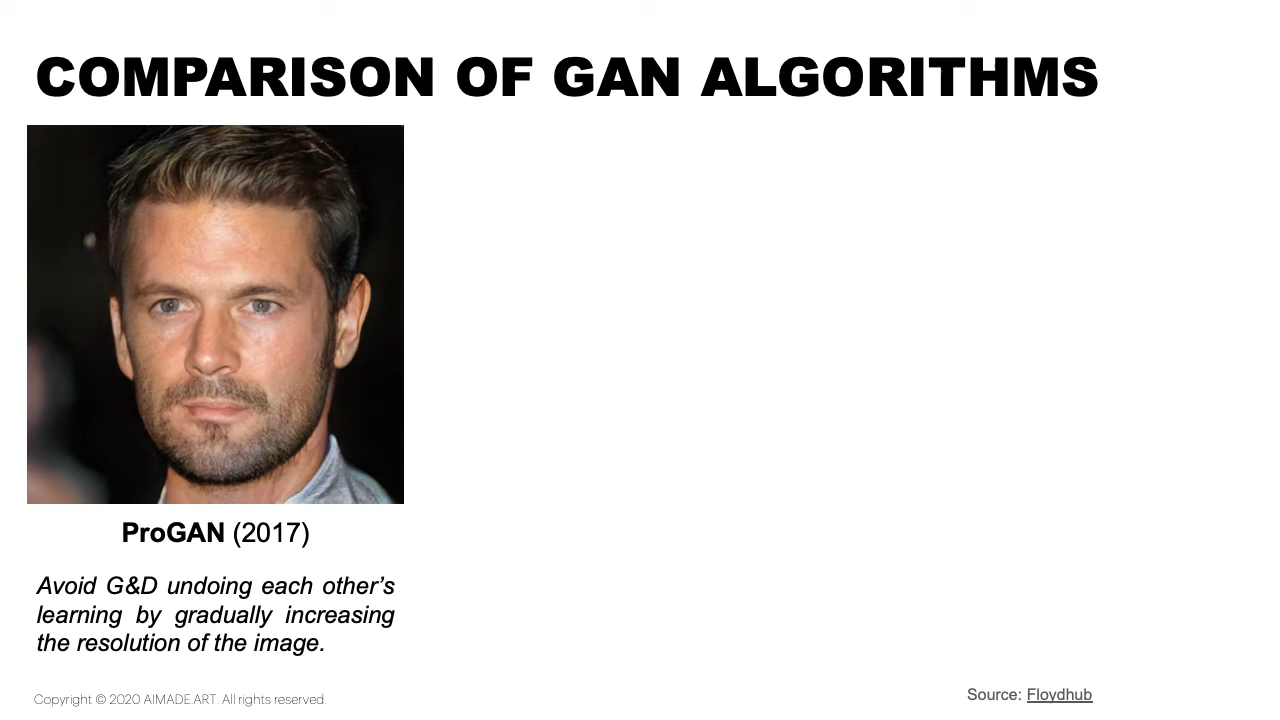 COMPARISON OF GAN ALGORITHMS
ProGAN (2017)
Avoid G&D undoing each other’s
learning by gradually increasing
the resolution of the image.
Copyright © 2020 AIMADE.ART. All rights reserved.
Source: Floydhub